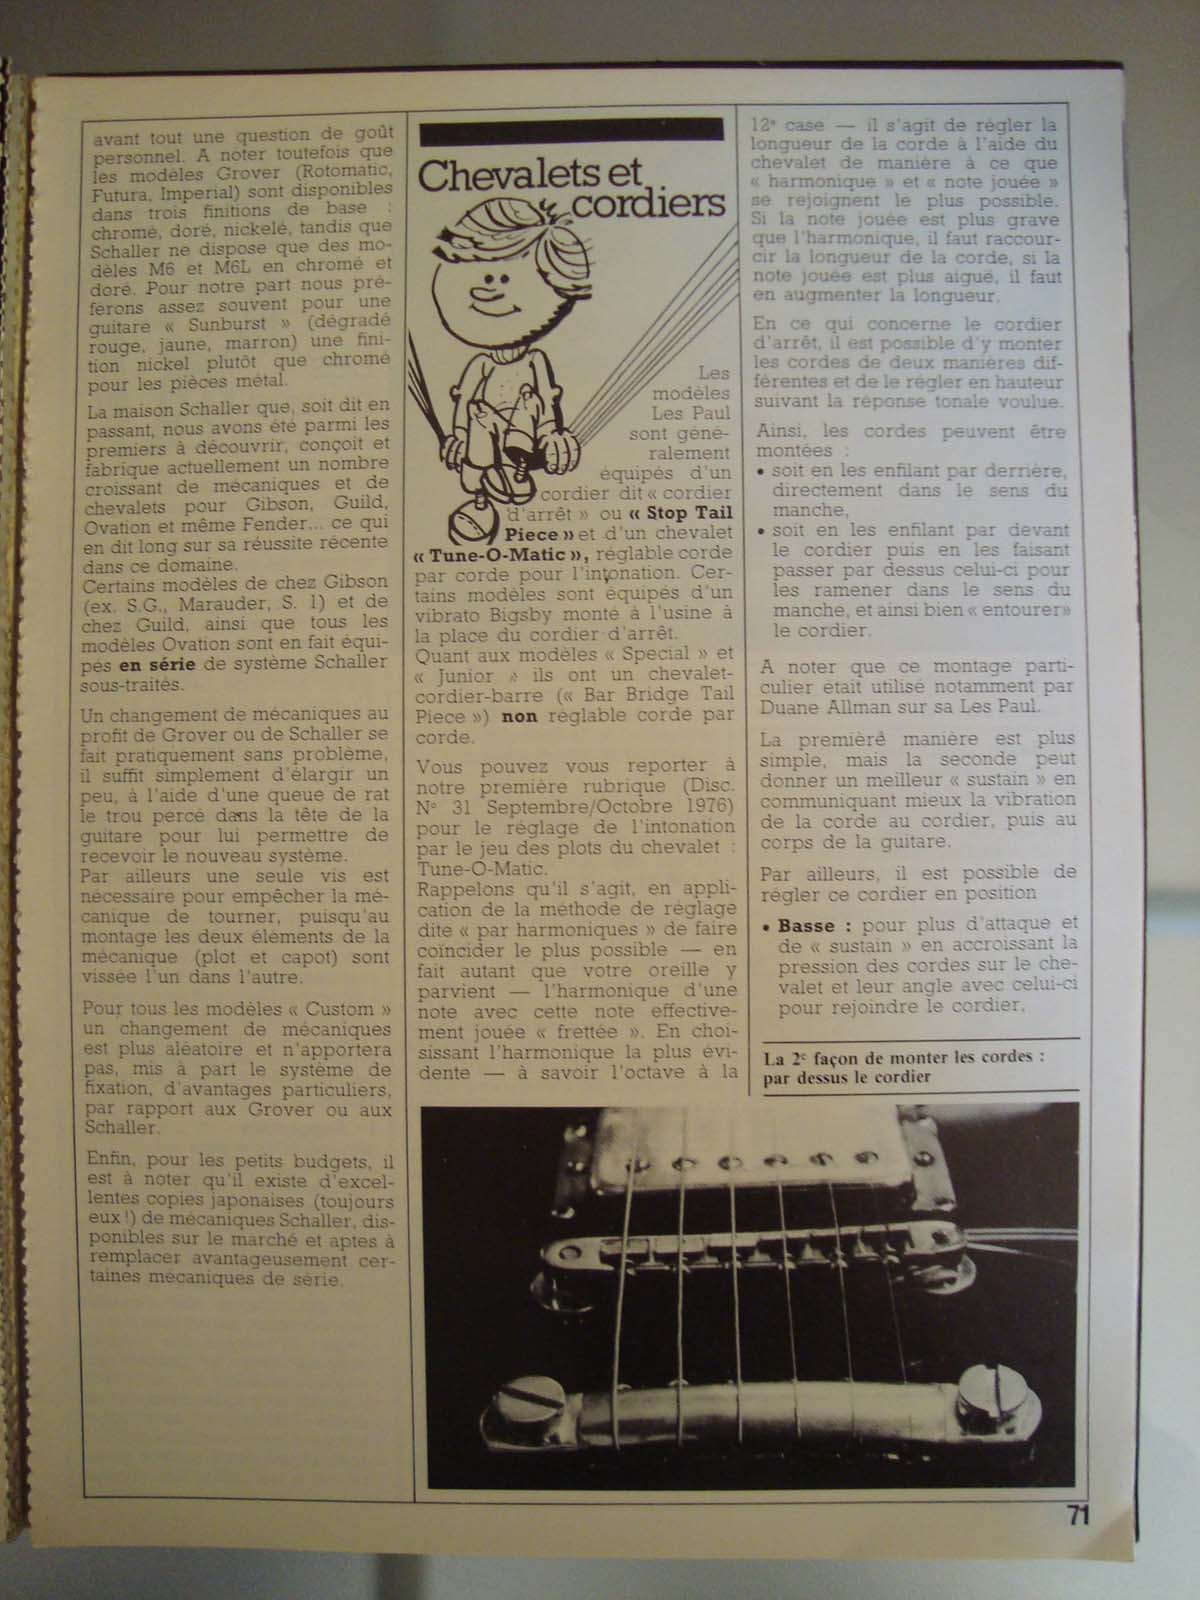 avant tout une question de goût
personnel. A noter toutefois que
les modèles Grover (Rotomatic,
Futura, Imperial) sont disponibles
dans trois finitions de base :
chromé, doré, nickelé, tandis que
Schaller ne dispose que des mo-
dèles M6 et M6L en chromé et
doré. Pour notre part nous pré-
férons assez souvent pour une
guitare « Sunburst » (dégradé
rouge, jaune, marron) une fini-
tion nickel plutôt que chromé
pour les pièces métal.
La maison Schaller que, soit dit en
passant, nous avons été parmi les
premiers à découvrir, conçoit et
fabrique actuellement un nombre
croissant de mécaniques et de
chevalets pour Gibson, Guild,
Ovation et même Fender... ce qui
en dit long sur sa réussite récente
dans ce domaine.
Certains modèles de chez Gibson
(ex. S.G., Marauder, S. 1) et de
chez Guild, ainsi que tous les
modèles Ovation sont en fait équi-
pés en série de système Schaller
sous-traités.
Un changement de mécaniques au
profit de Grover ou de Schaller se
fait pratiquement sans problème,
il suffit simplement d'élargir un
peu, à l'aide d'une queue de rat
le trou percé dans la tête de la
guitare pour lui permettre de
recevoir le nouveau système.
Par ailleurs une seule vis est
nécessaire pour empêcher la mé-
canique de tourner, puisqu'au
montage les deux éléments de la
mécanique (plot et capot) sont
vissée l'un dans l'autre.
Pour tous les modèles « Custom »
un changement de mécaniques
est plus aléatoire et n'apportera
pas, mis à part le système de
fixation, d'avantages particuliers,
par rapport aux Grover ou aux
Schaller.
Enfin, pour les petits budgets, il
est à noter qu'il existe d'excel-
lentes copies japonaises (toujours
eux !) de mécaniques Schaller, dis-
ponibles sur le marché et aptes à
remplacer avantageusement cer-
taines mécaniques de série.
Chevalets et
cordiers
Les
modèles
Les Paul
sont géné-
ralement
équipés d'un
cordier dit « cordier
d'arrêt » ou « Stop Tail
Piece » et d'un chevalet
« Tune-O-Matic », réglable corde
par corde pour l'intonation. Cer-
tains modèles sont équipés d'un
vibrato Bigsby monté à l'usine à
la place du cordier d'arrêt.
Quant aux modèles « Special » et
« Junior » ils ont un chevalet-
cordier-barre (« Bar Bridge Tail
Piece ») non réglable corde par
corde.
Vous pouvez vous reporter à
notre première rubrique (Disc.
N° 31 Septembre/Octobre 1976)
pour le réglage de l'intonation
par le jeu des plots du chevalet :
Tune-O-Matic.
Rappelons qu'il s'agit, en appli-
cation de la méthode de réglage
dite « par harmoniques » de faire
coïncider le plus possible — en
fait autant que votre oreille y
parvient — l'harmonique d'une
note avec cette note effective-
ment jouée « frettée ». En choi-
sissant l'harmonique la plus évi-
dente — à savoir l'octave à la
12e case — il s'agit de régler la
longueur de la corde à l'aide du
chevalet de manière à ce que
« harmonique » et « note jouée »
se rejoignent le plus possible.
Si la note jouée est plus grave
que l'harmonique, il faut raccour-
cir la longueur de la corde, si la
note jouée est plus aiguë, il faut
en augmenter la longueur.
En ce qui concerne le cordier
d'arrêt, il est possible d'y monter
les cordes de deux manières dif-
férentes et de le régler en hauteur
suivant la réponse tonale voulue.
Ainsi, les cordes peuvent être
montées :
• soit en les enfilant par derrière,
directement dans le sens du
manche,
• soit en les enfilant par devant
le cordier puis en les faisant
passer par dessus celui-ci pour
les ramener dans le sens du
manche, et ainsi bien « entourer »
le cordier.
A noter que ce montage parti-
culier était utilisé notamment par
Duane Allman sur sa Les Paul.
La première manière est plus
simple, mais la seconde peut
donner un meilleur « sustain » en
communiquant mieux la vibration
de la corde au cordier, puis au
corps de la guitare.
Par ailleurs, il est possible de
régler ce cordier en position
• Basse : pour plus d'attaque et
de « sustain » en accroissant la
pression des cordes sur le che-
valet et leur angle avec celui-ci
pour rejoindre le cordier.
La 2e façon de monter les cordes :
par dessus le cordier
71